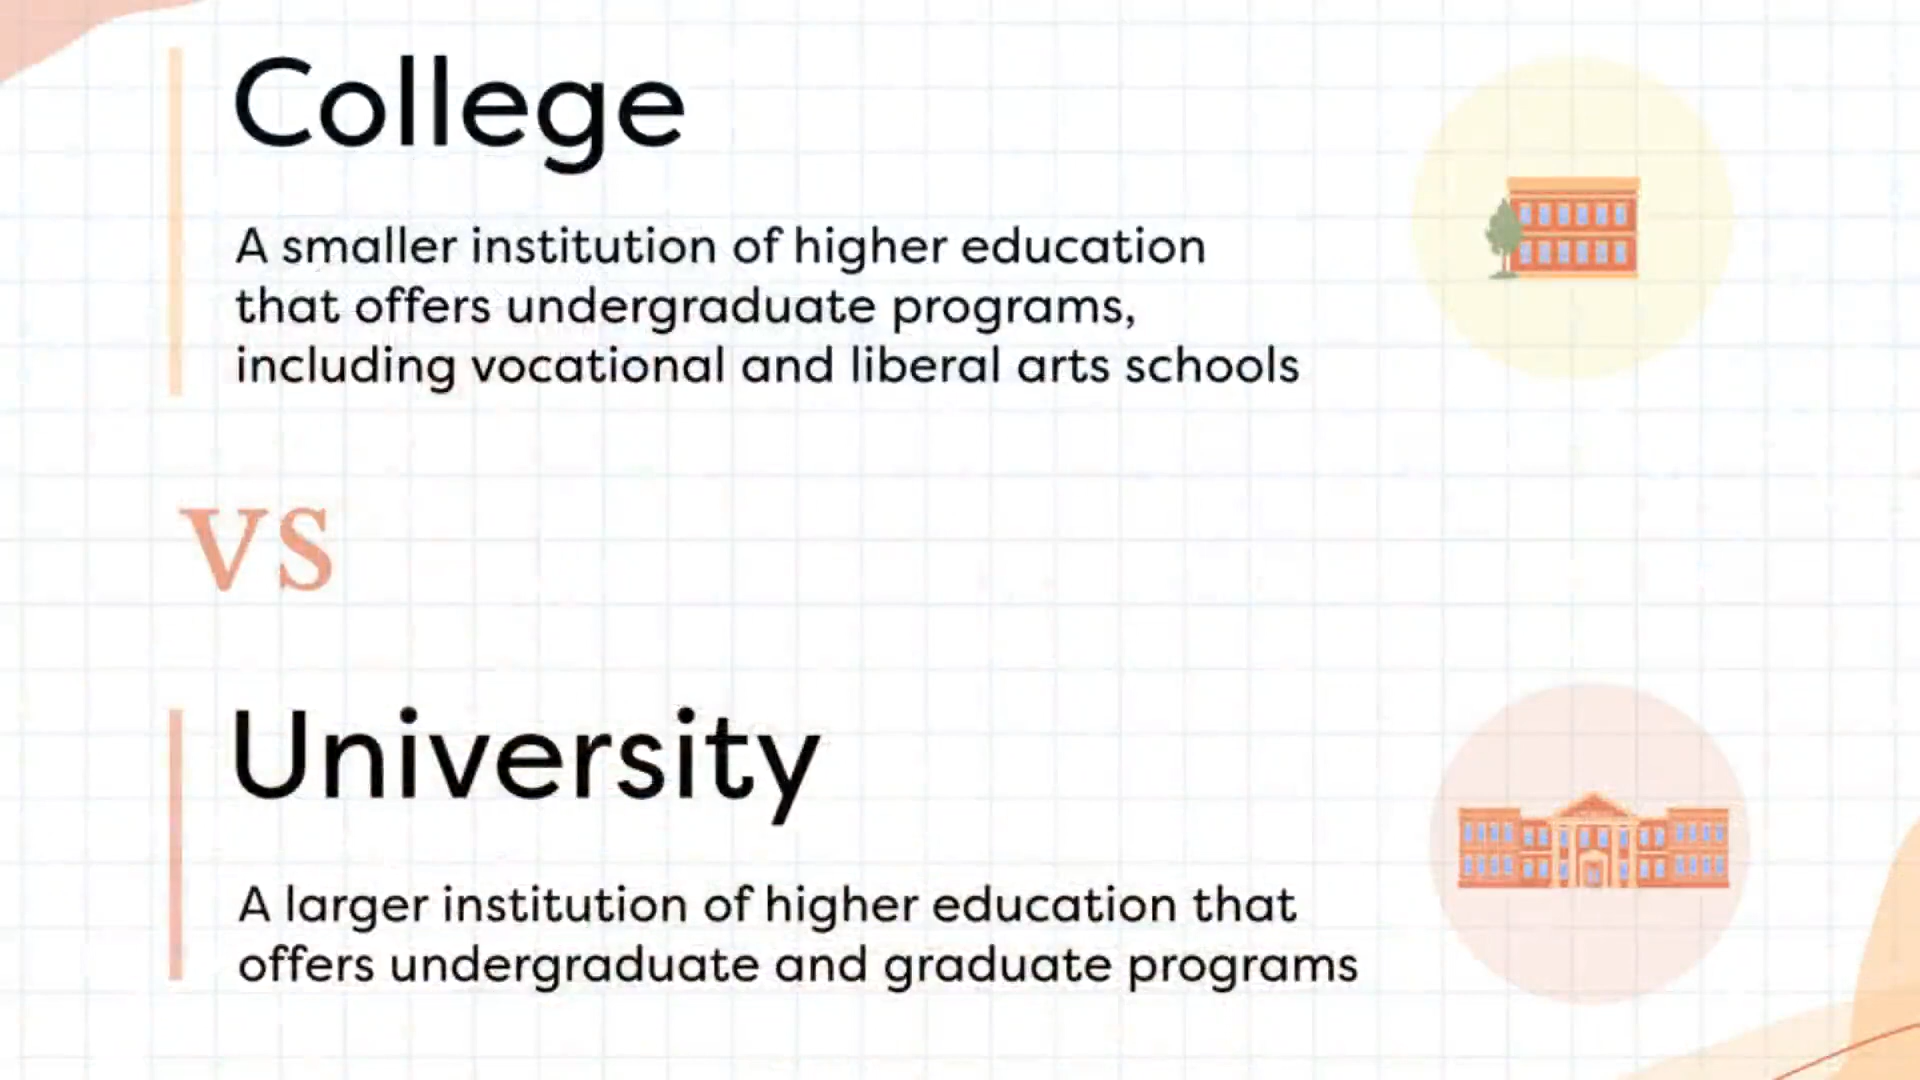 College
A smaller institution of higher education
that offers undergraduate programs,
including vocational and liberal arts schools
vs
University
A larger institution of higher education that
offers undergraduate and graduate programs